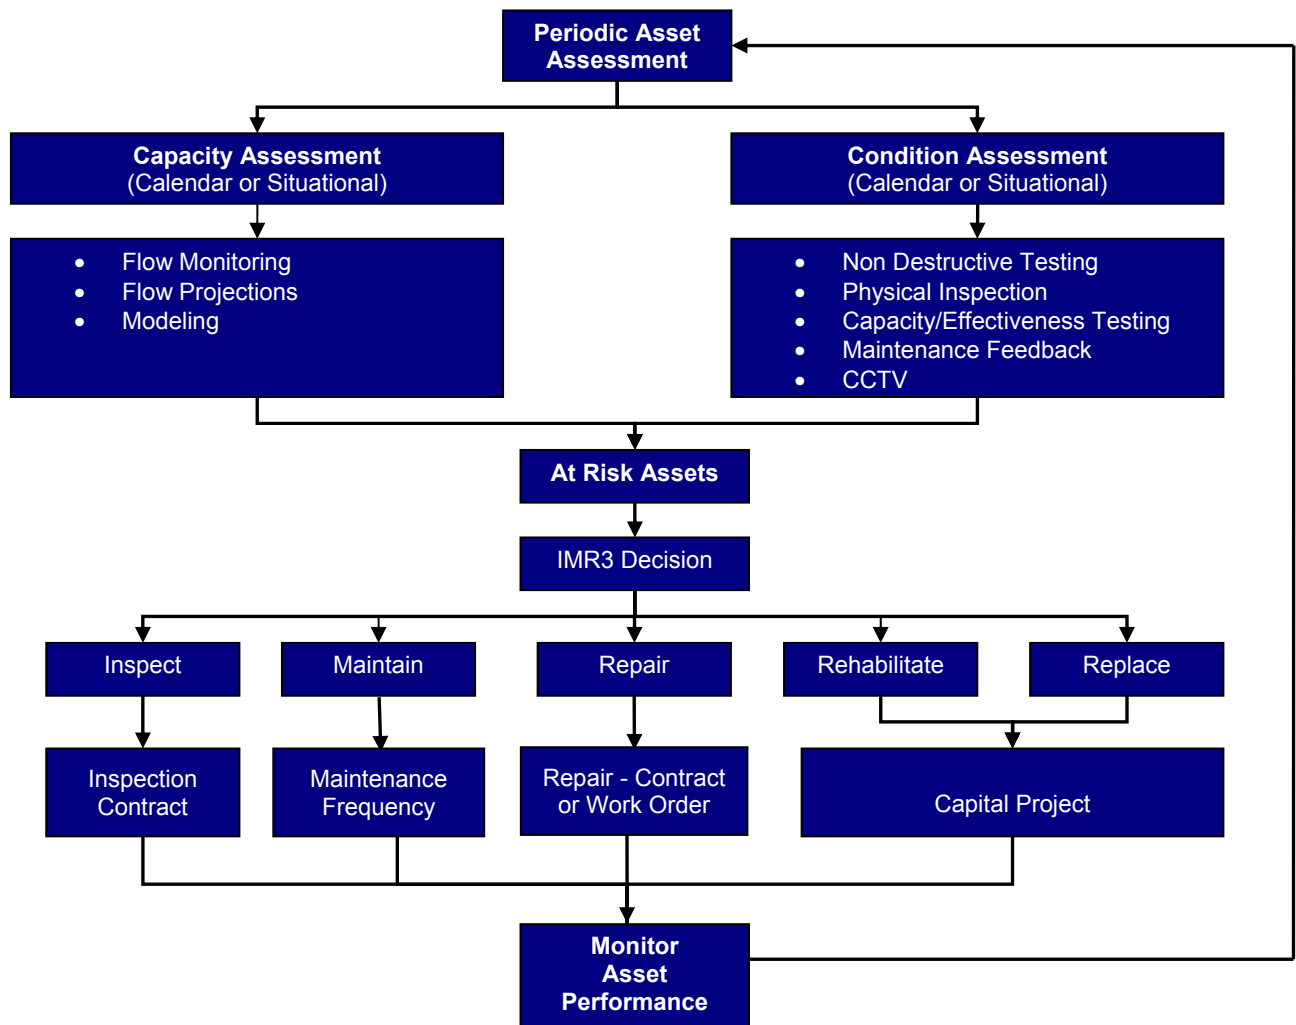 Periodic Asset
Assessment
Capacity Assessment
(Calendar or Situational)
Condition Assessment
(Calendar or Situational)
• Flow Monitoring
• Flow Projections
• Modeling
• Non Destructive Testing
• Physical Inspection
• Capacity/Effectiveness Testing
• Maintenance Feedback
• CCTV
At Risk Assets
IMR3 Decision
Inspect
Maintain
Repair
Rehabilitate
Replace
Inspection
Contract
Maintenance
Frequency
Repair - Contract
or Work Order
Capital Project
Monitor
Asset
Performance